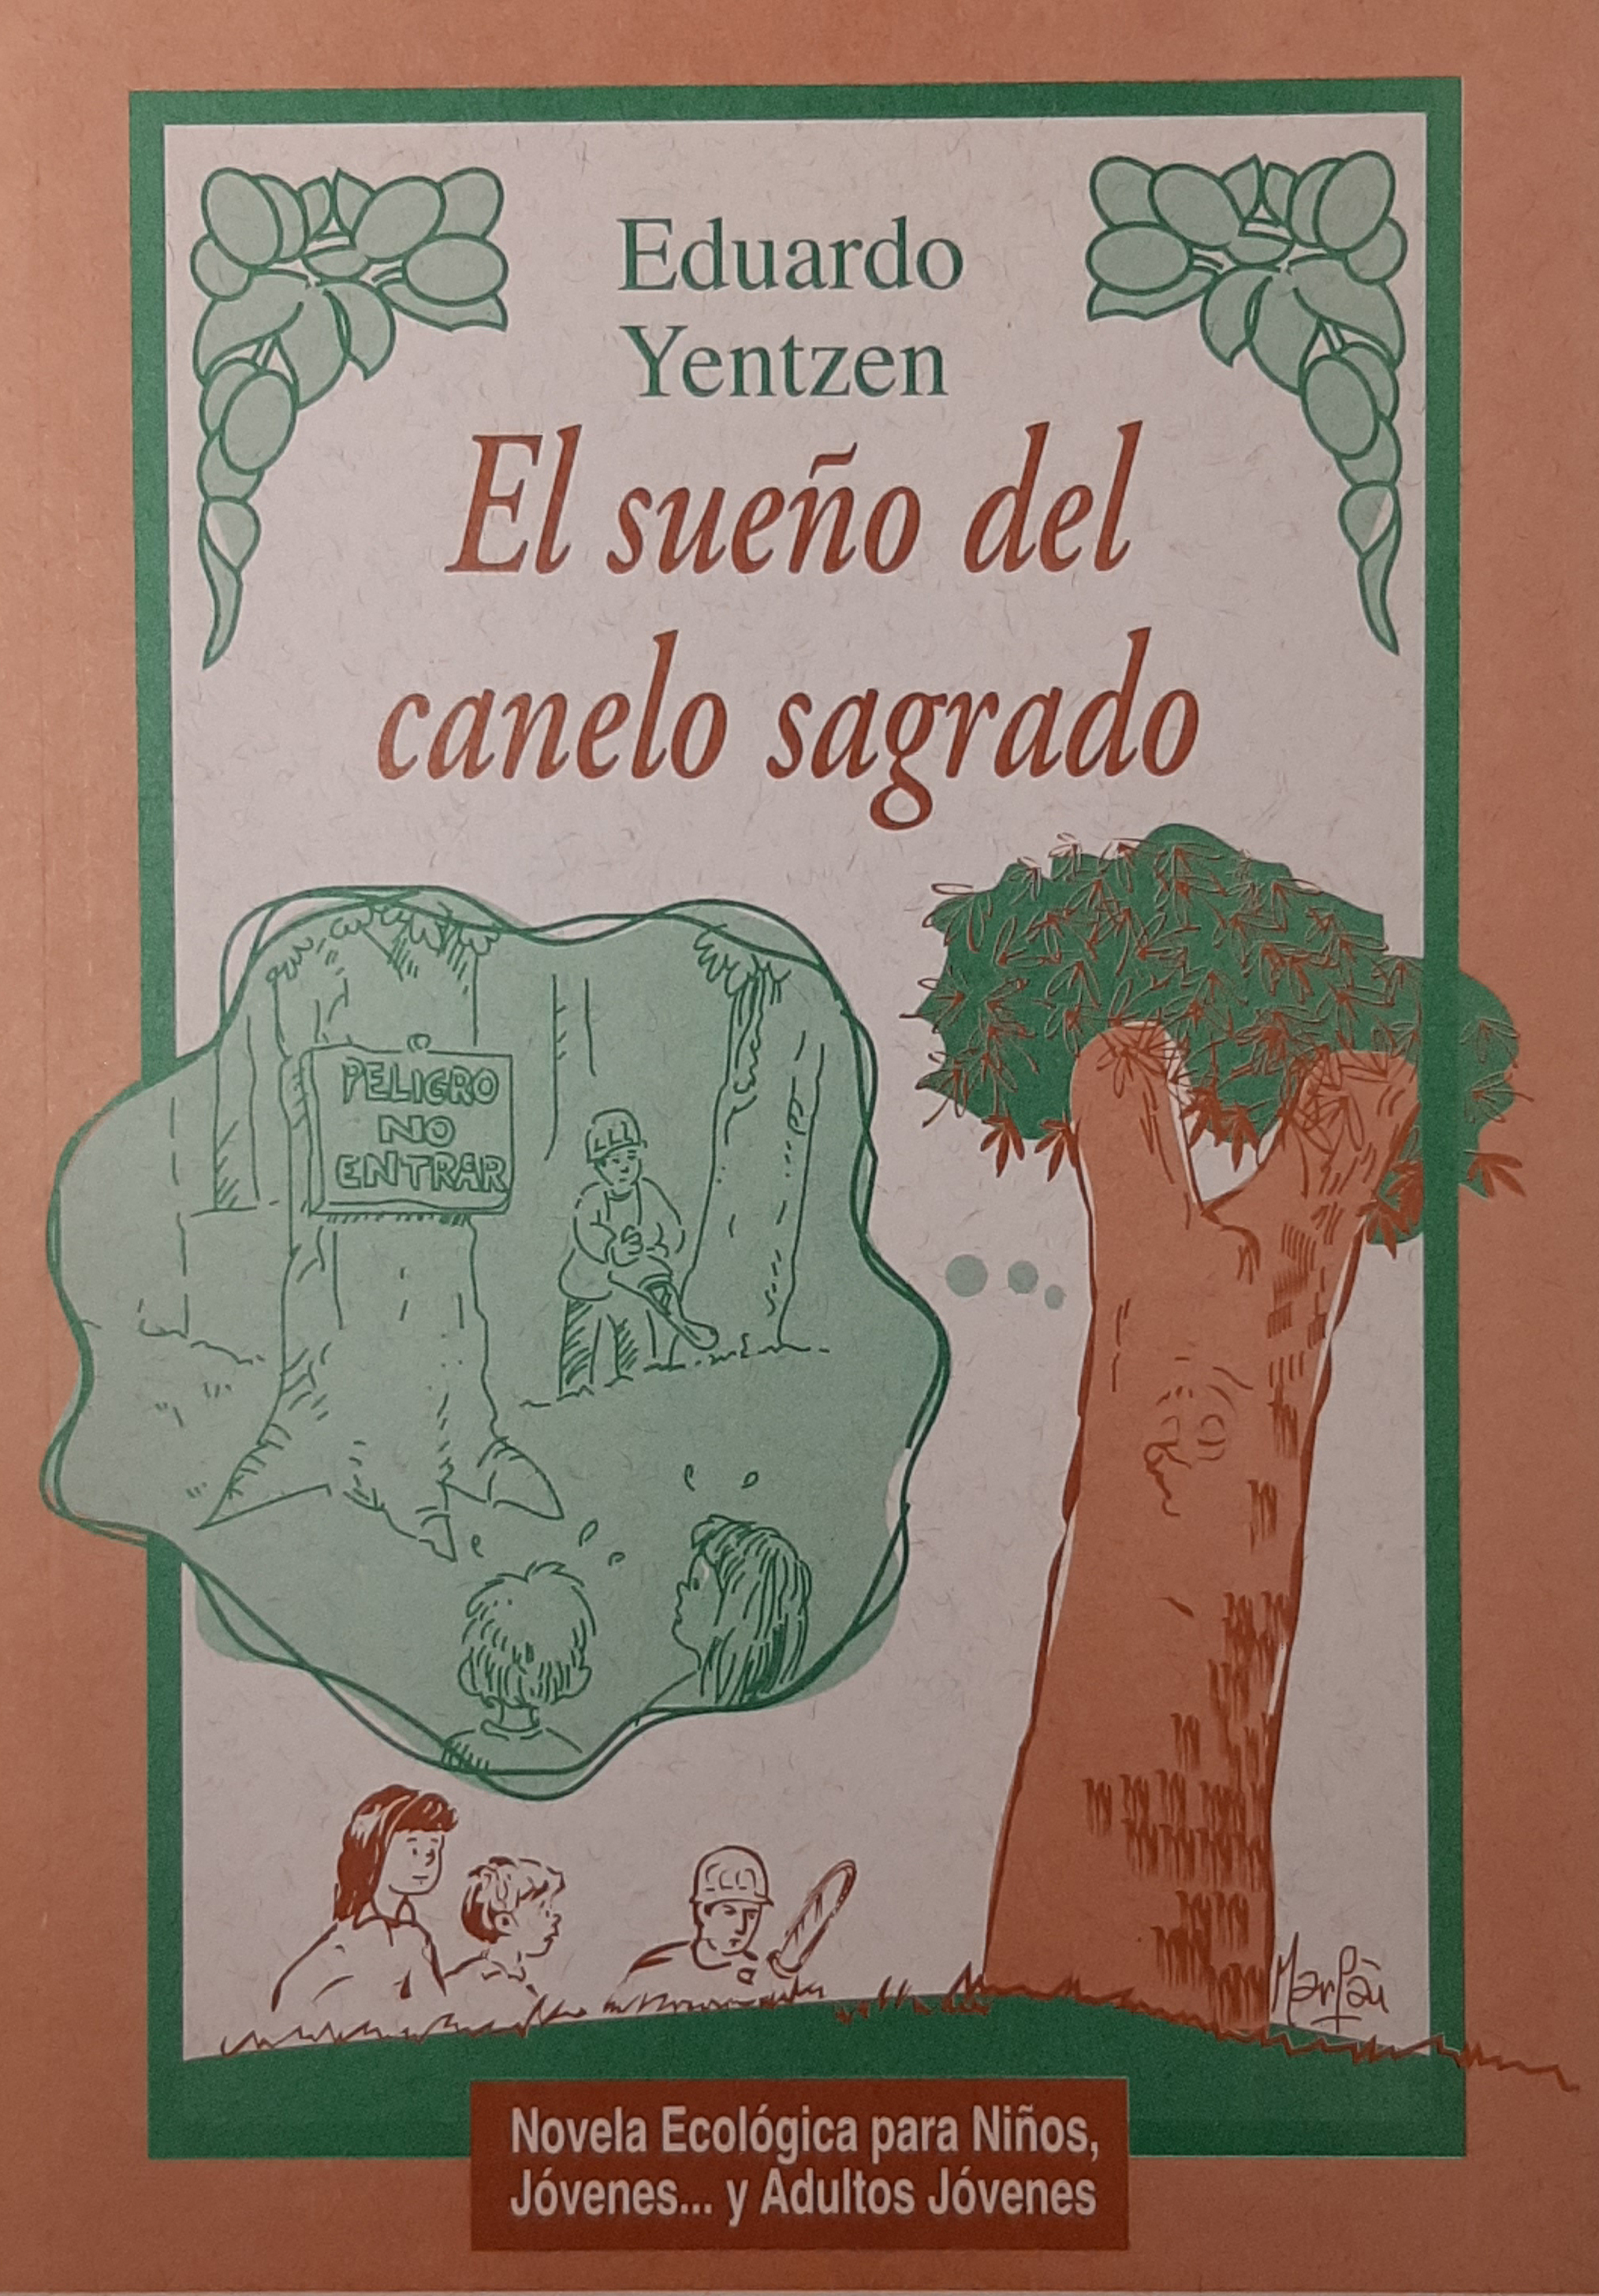 Eduardo
Yentzen
El sueño del
canelo sagrado
PELIGRO
NO
ENTRAR
Novela Ecológica para Niños,
Jóvenes... y Adultos Jóvenes